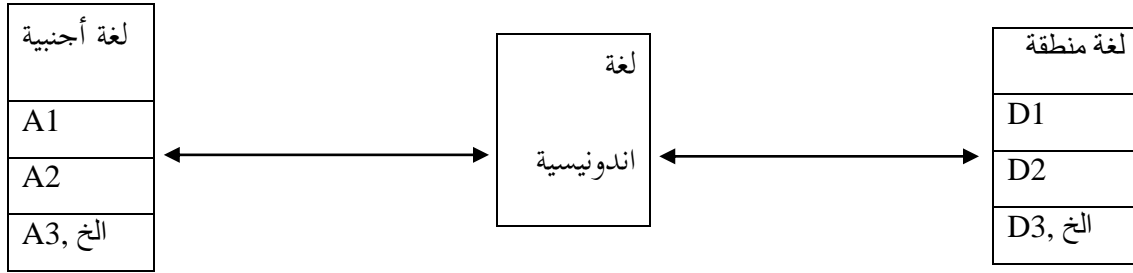 لغة أجنبية
A1
A2
A3, الخ
لغة
اندونيسية
لغة منطقة
D1
D2
D3, الخ